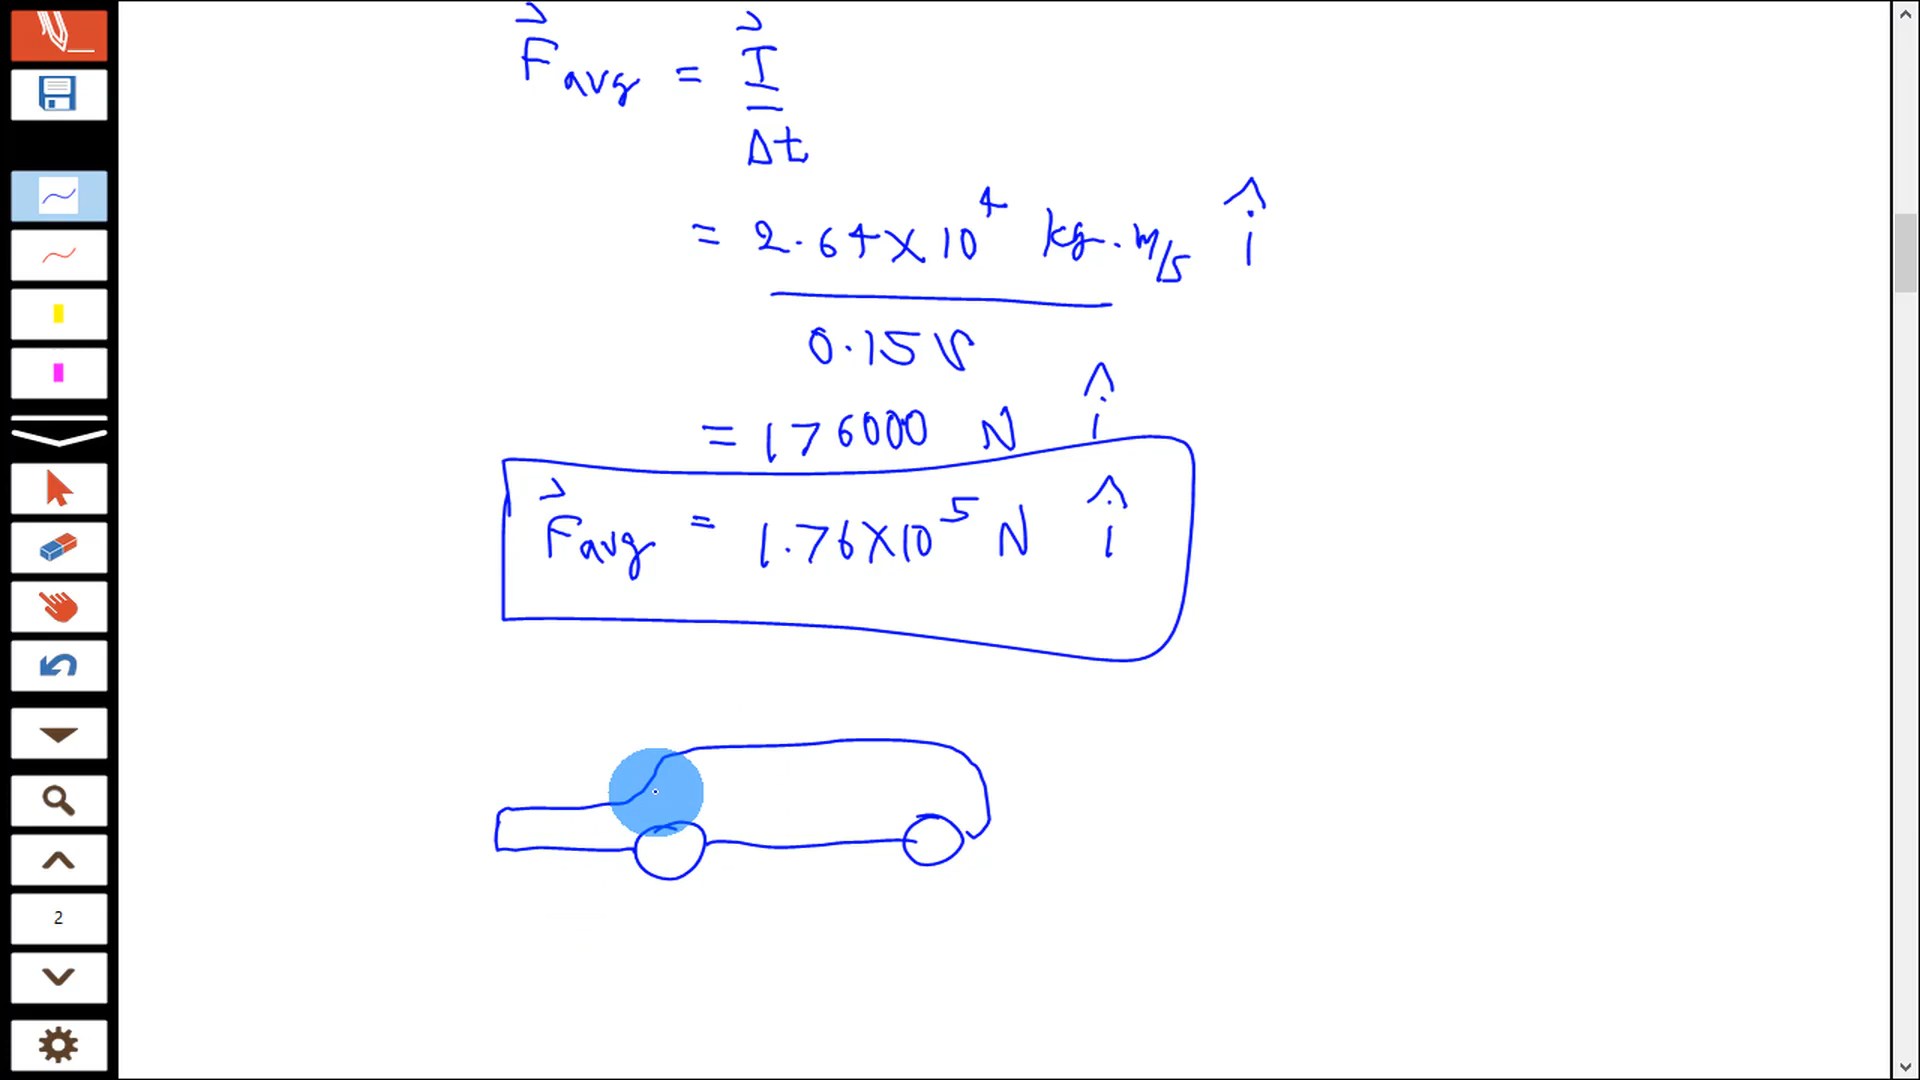 F⃗avg = I⃗
Δt
= 2.64×10⁴ kg.m/s î
0.15 s
= 176000 N î
F⃗avg = 1.76×10⁵ N î
2